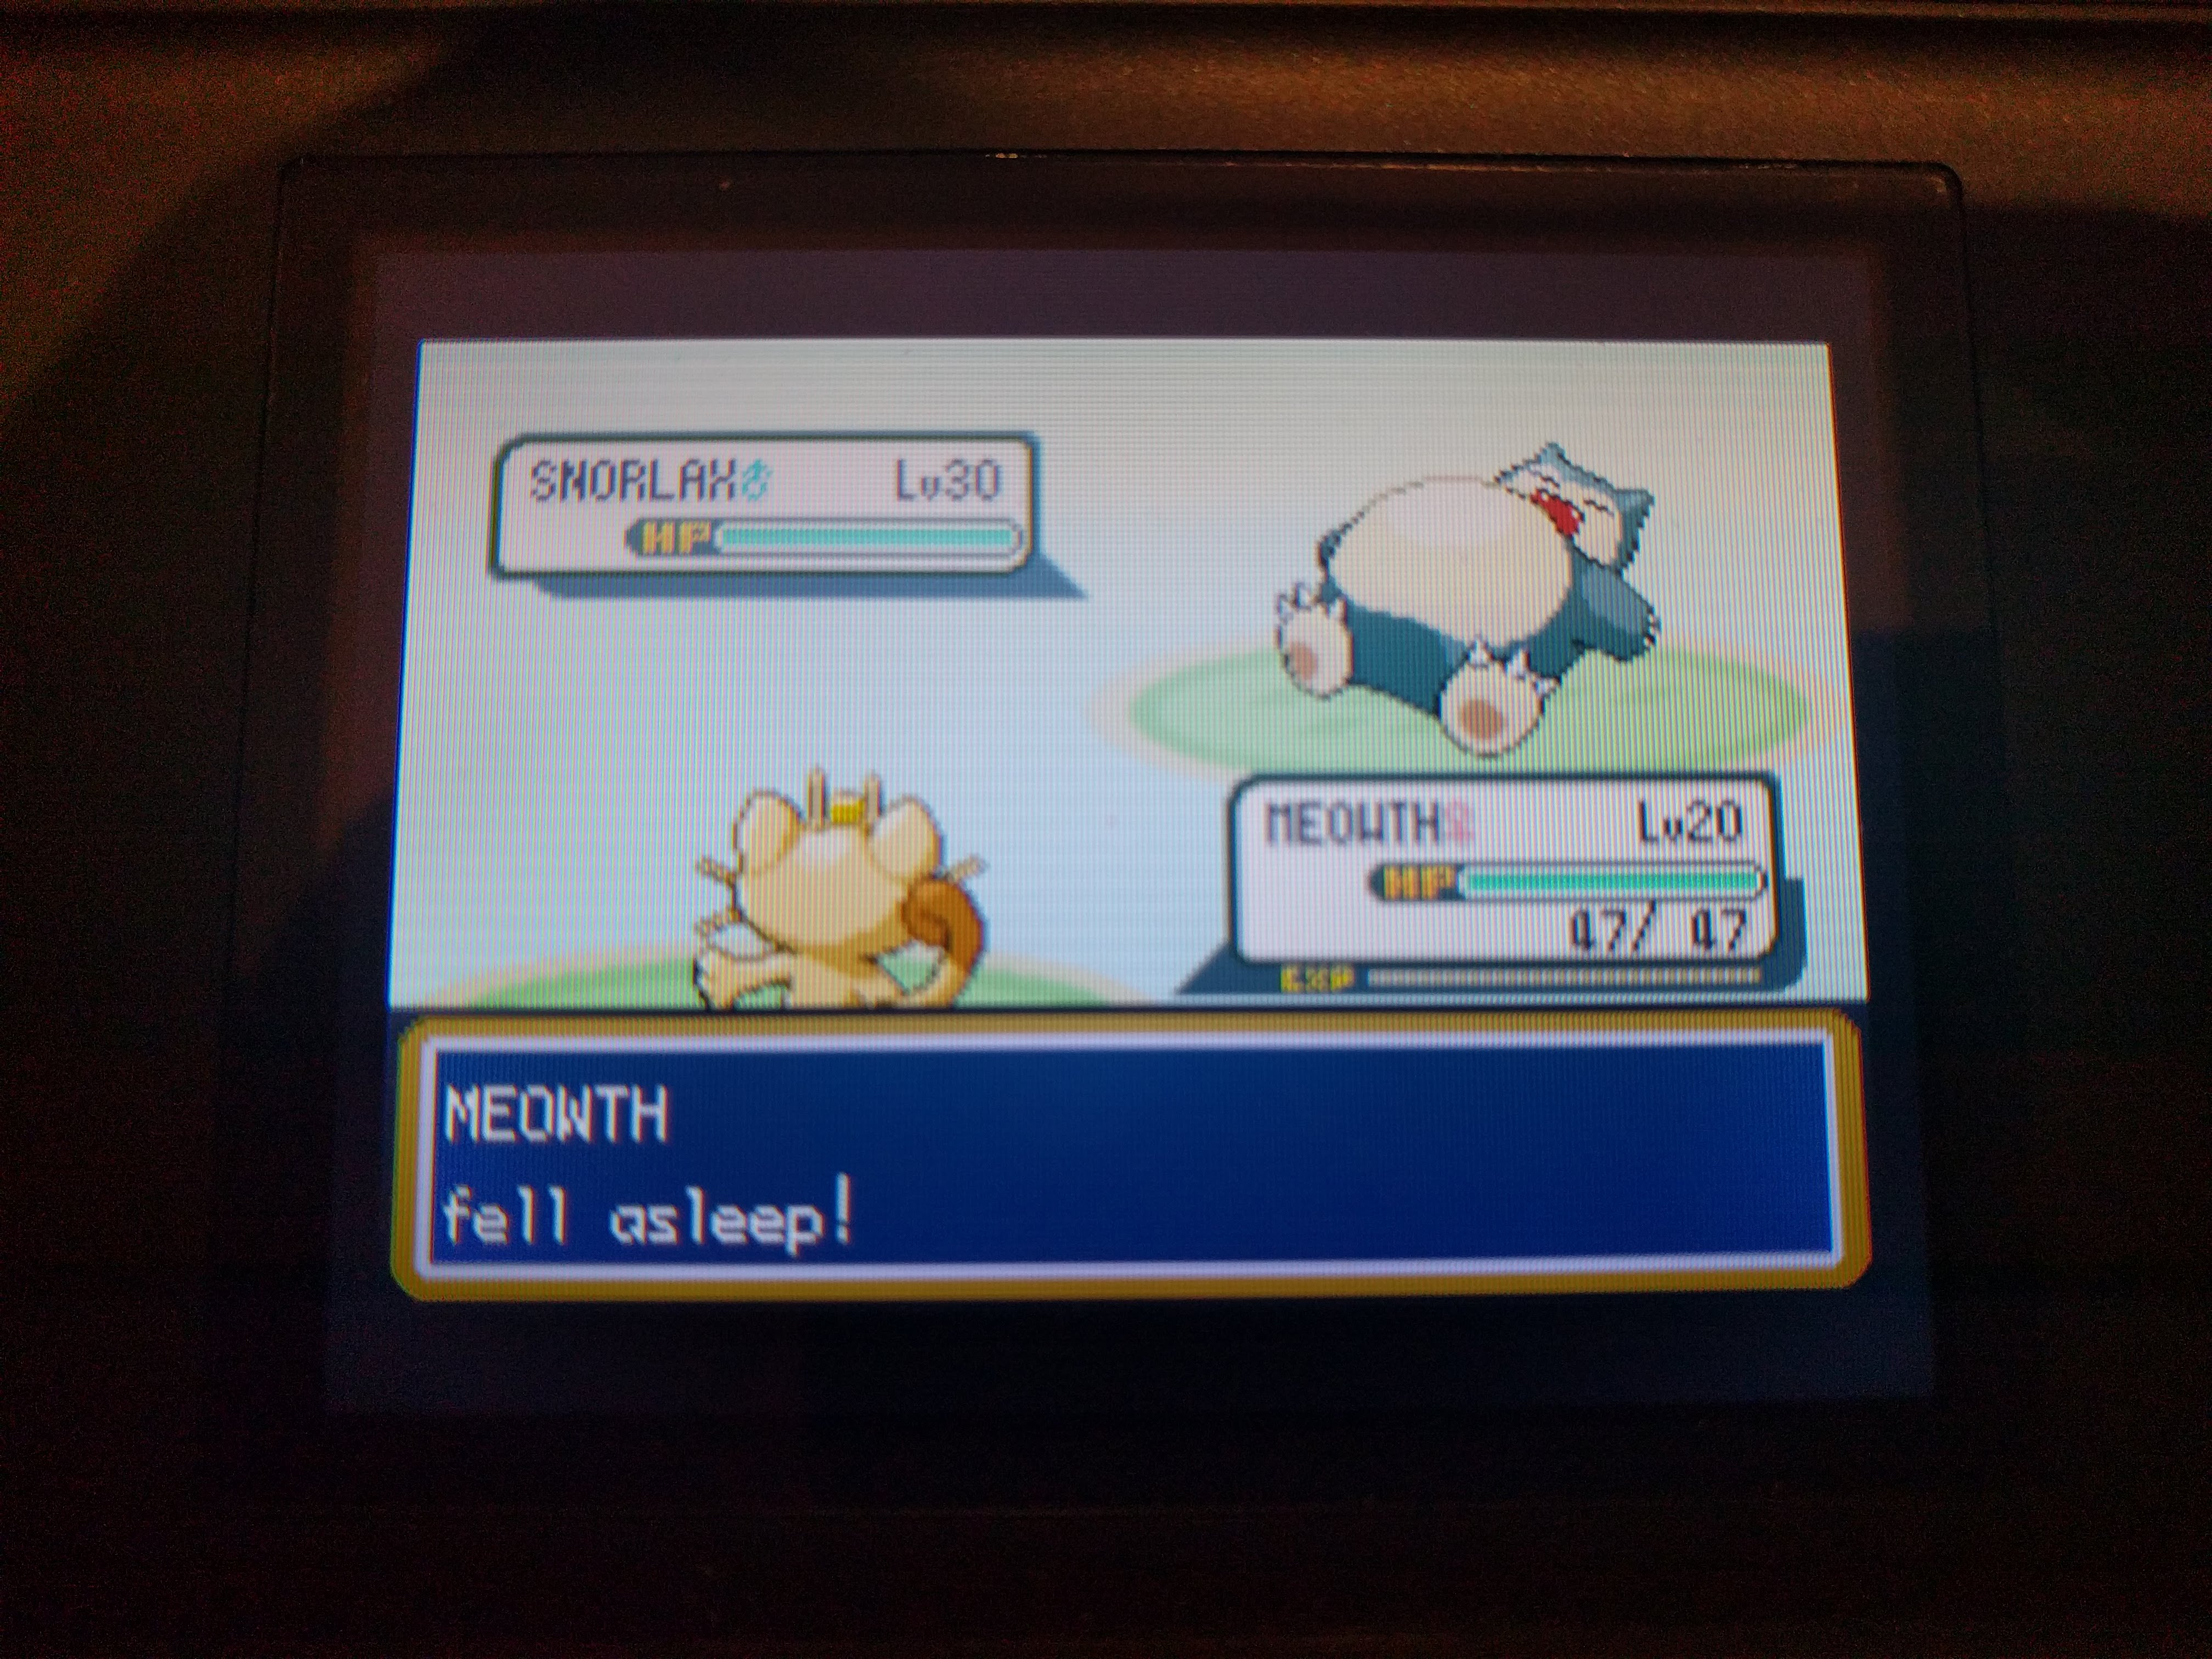 SNORLAX♂ Lv30
HP
MEOWTH♀ Lv20
HP
47/ 47
EXP
MEOWTH
fell asleep!